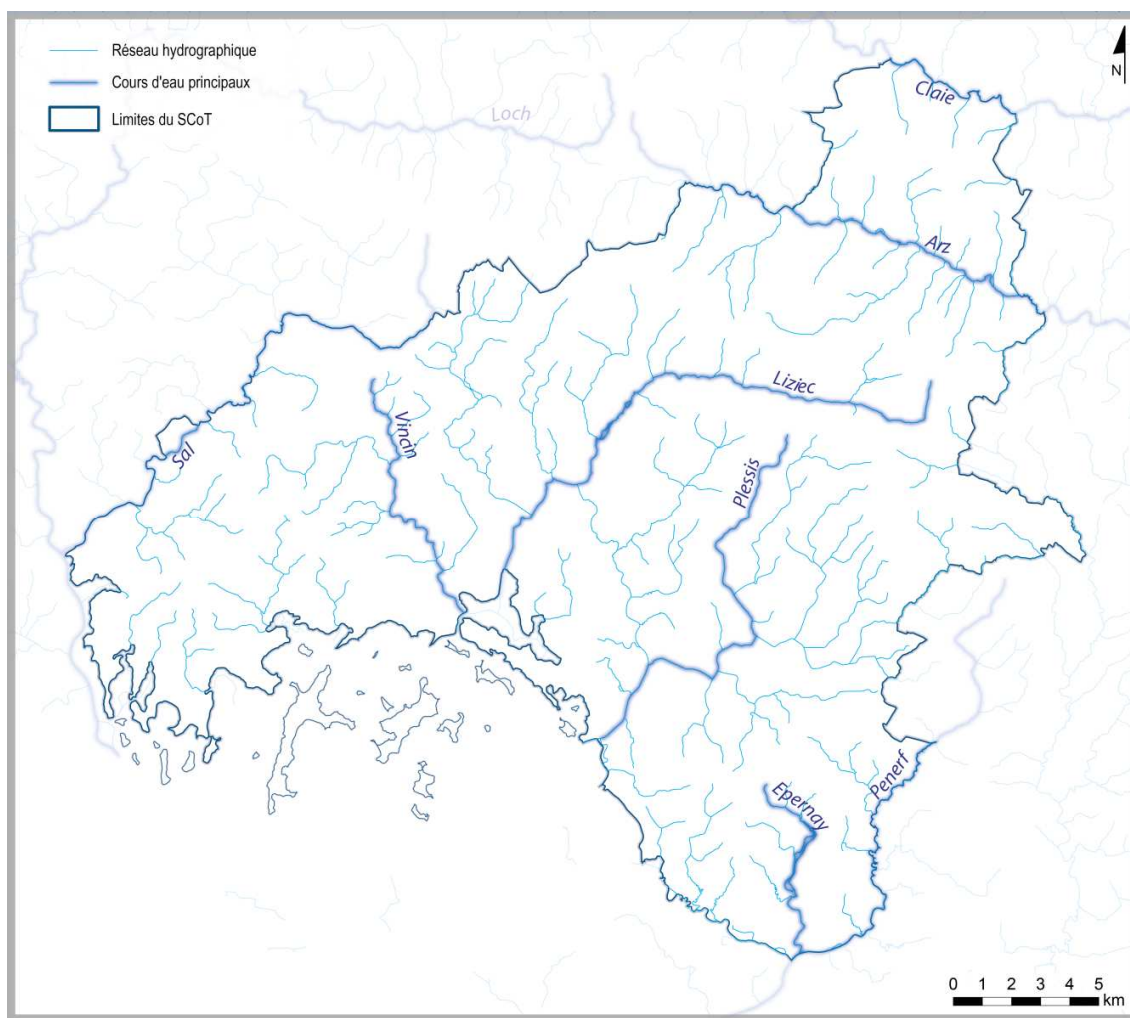 Réseau hydrographique
Cours d'eau principaux
Limites du SCoT
N
Claie
Loch
Arz
Liziec
Vincin
Sal
Plessis
Penerf
Epernay
0 1 2 3 4 5
km